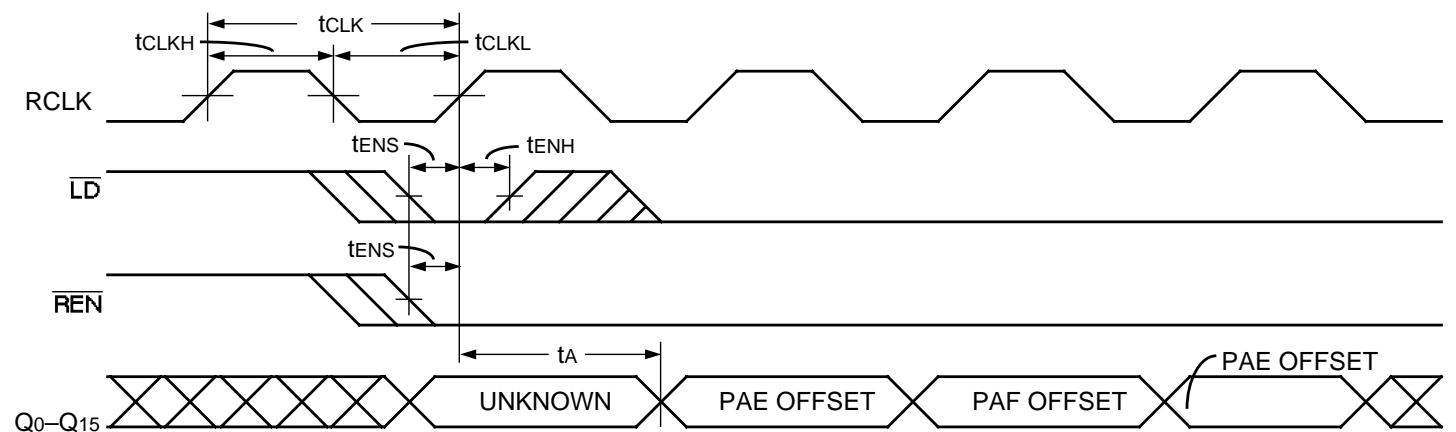 tCLK
tCLKH
tCLKL
RCLK
tENS
tENH
LD
tENS
REN
tA
PAE OFFSET
UNKNOWN
PAE OFFSET
PAF OFFSET
Q0–Q15